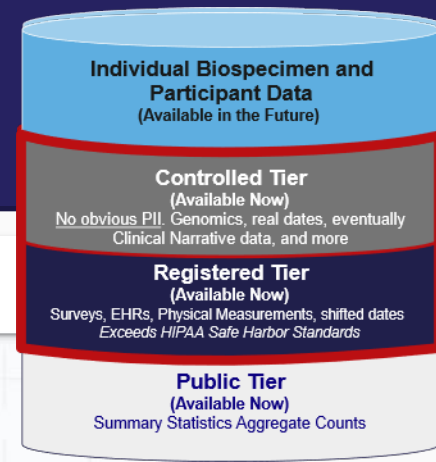 Individual Biospecimen and
Participant Data
(Available in the Future)
Controlled Tier
(Available Now)
No obvious PII. Genomics, real dates, eventually
Clinical Narrative data, and more
Registered Tier
(Available Now)
Surveys, EHRs, Physical Measurements, shifted dates
Exceeds HIPAA Safe Harbor Standards
Public Tier
(Available Now)
Summary Statistics Aggregate Counts